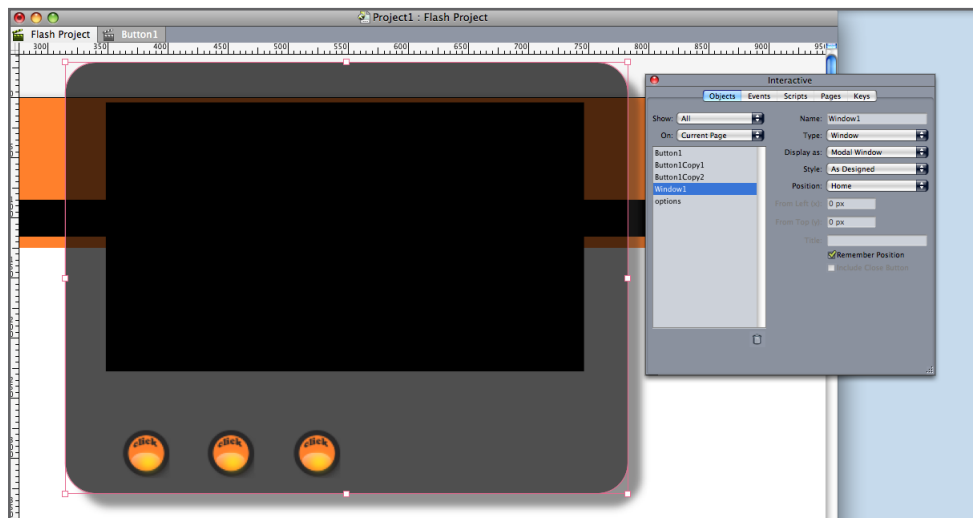 Project1 : Flash Project
Flash Project Button1
300 350 400 450 500 550 600 650 700 750 800 850 900
Interactive
Objects Events Scripts Pages Keys
Show: All
On: Current Page
Button1
Button1Copy1
Button1Copy2
Window1
options
Name: Window1
Type: Window
Display as: Modal Window
Style: As Designed
Position: Home
From Left (x): 0 px
From Top (y): 0 px
Title:
Remember Position
Include Close Button
click click click